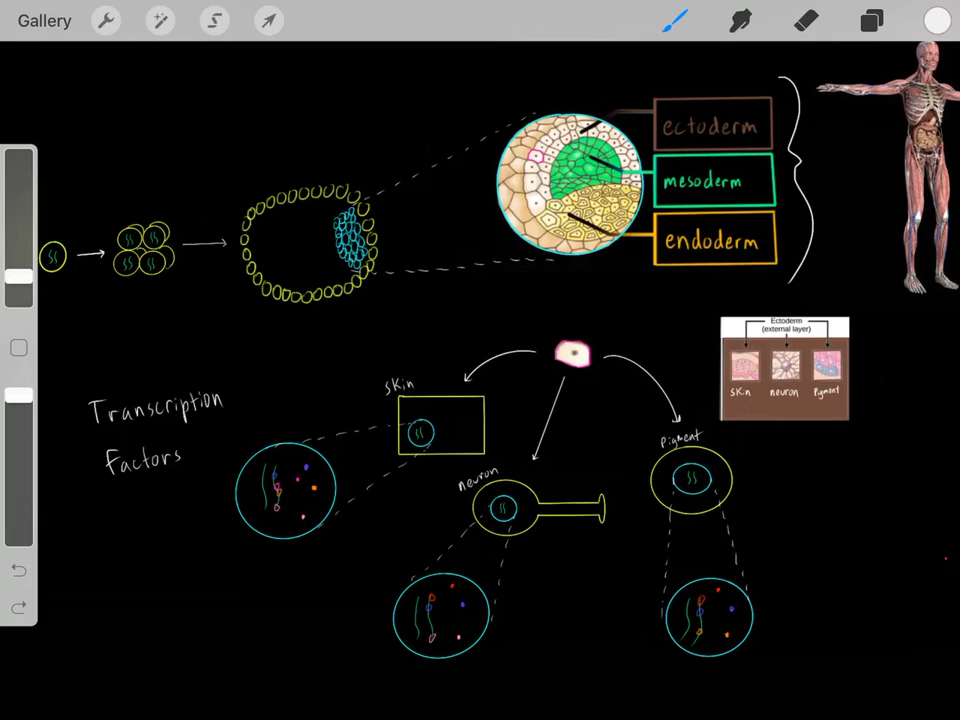 Gallery
ectoderm
mesoderm
endoderm
Ectoderm
(external layer)
skin
neuron
Pigment
Transcription
Factors
skin
neuron
Pigment